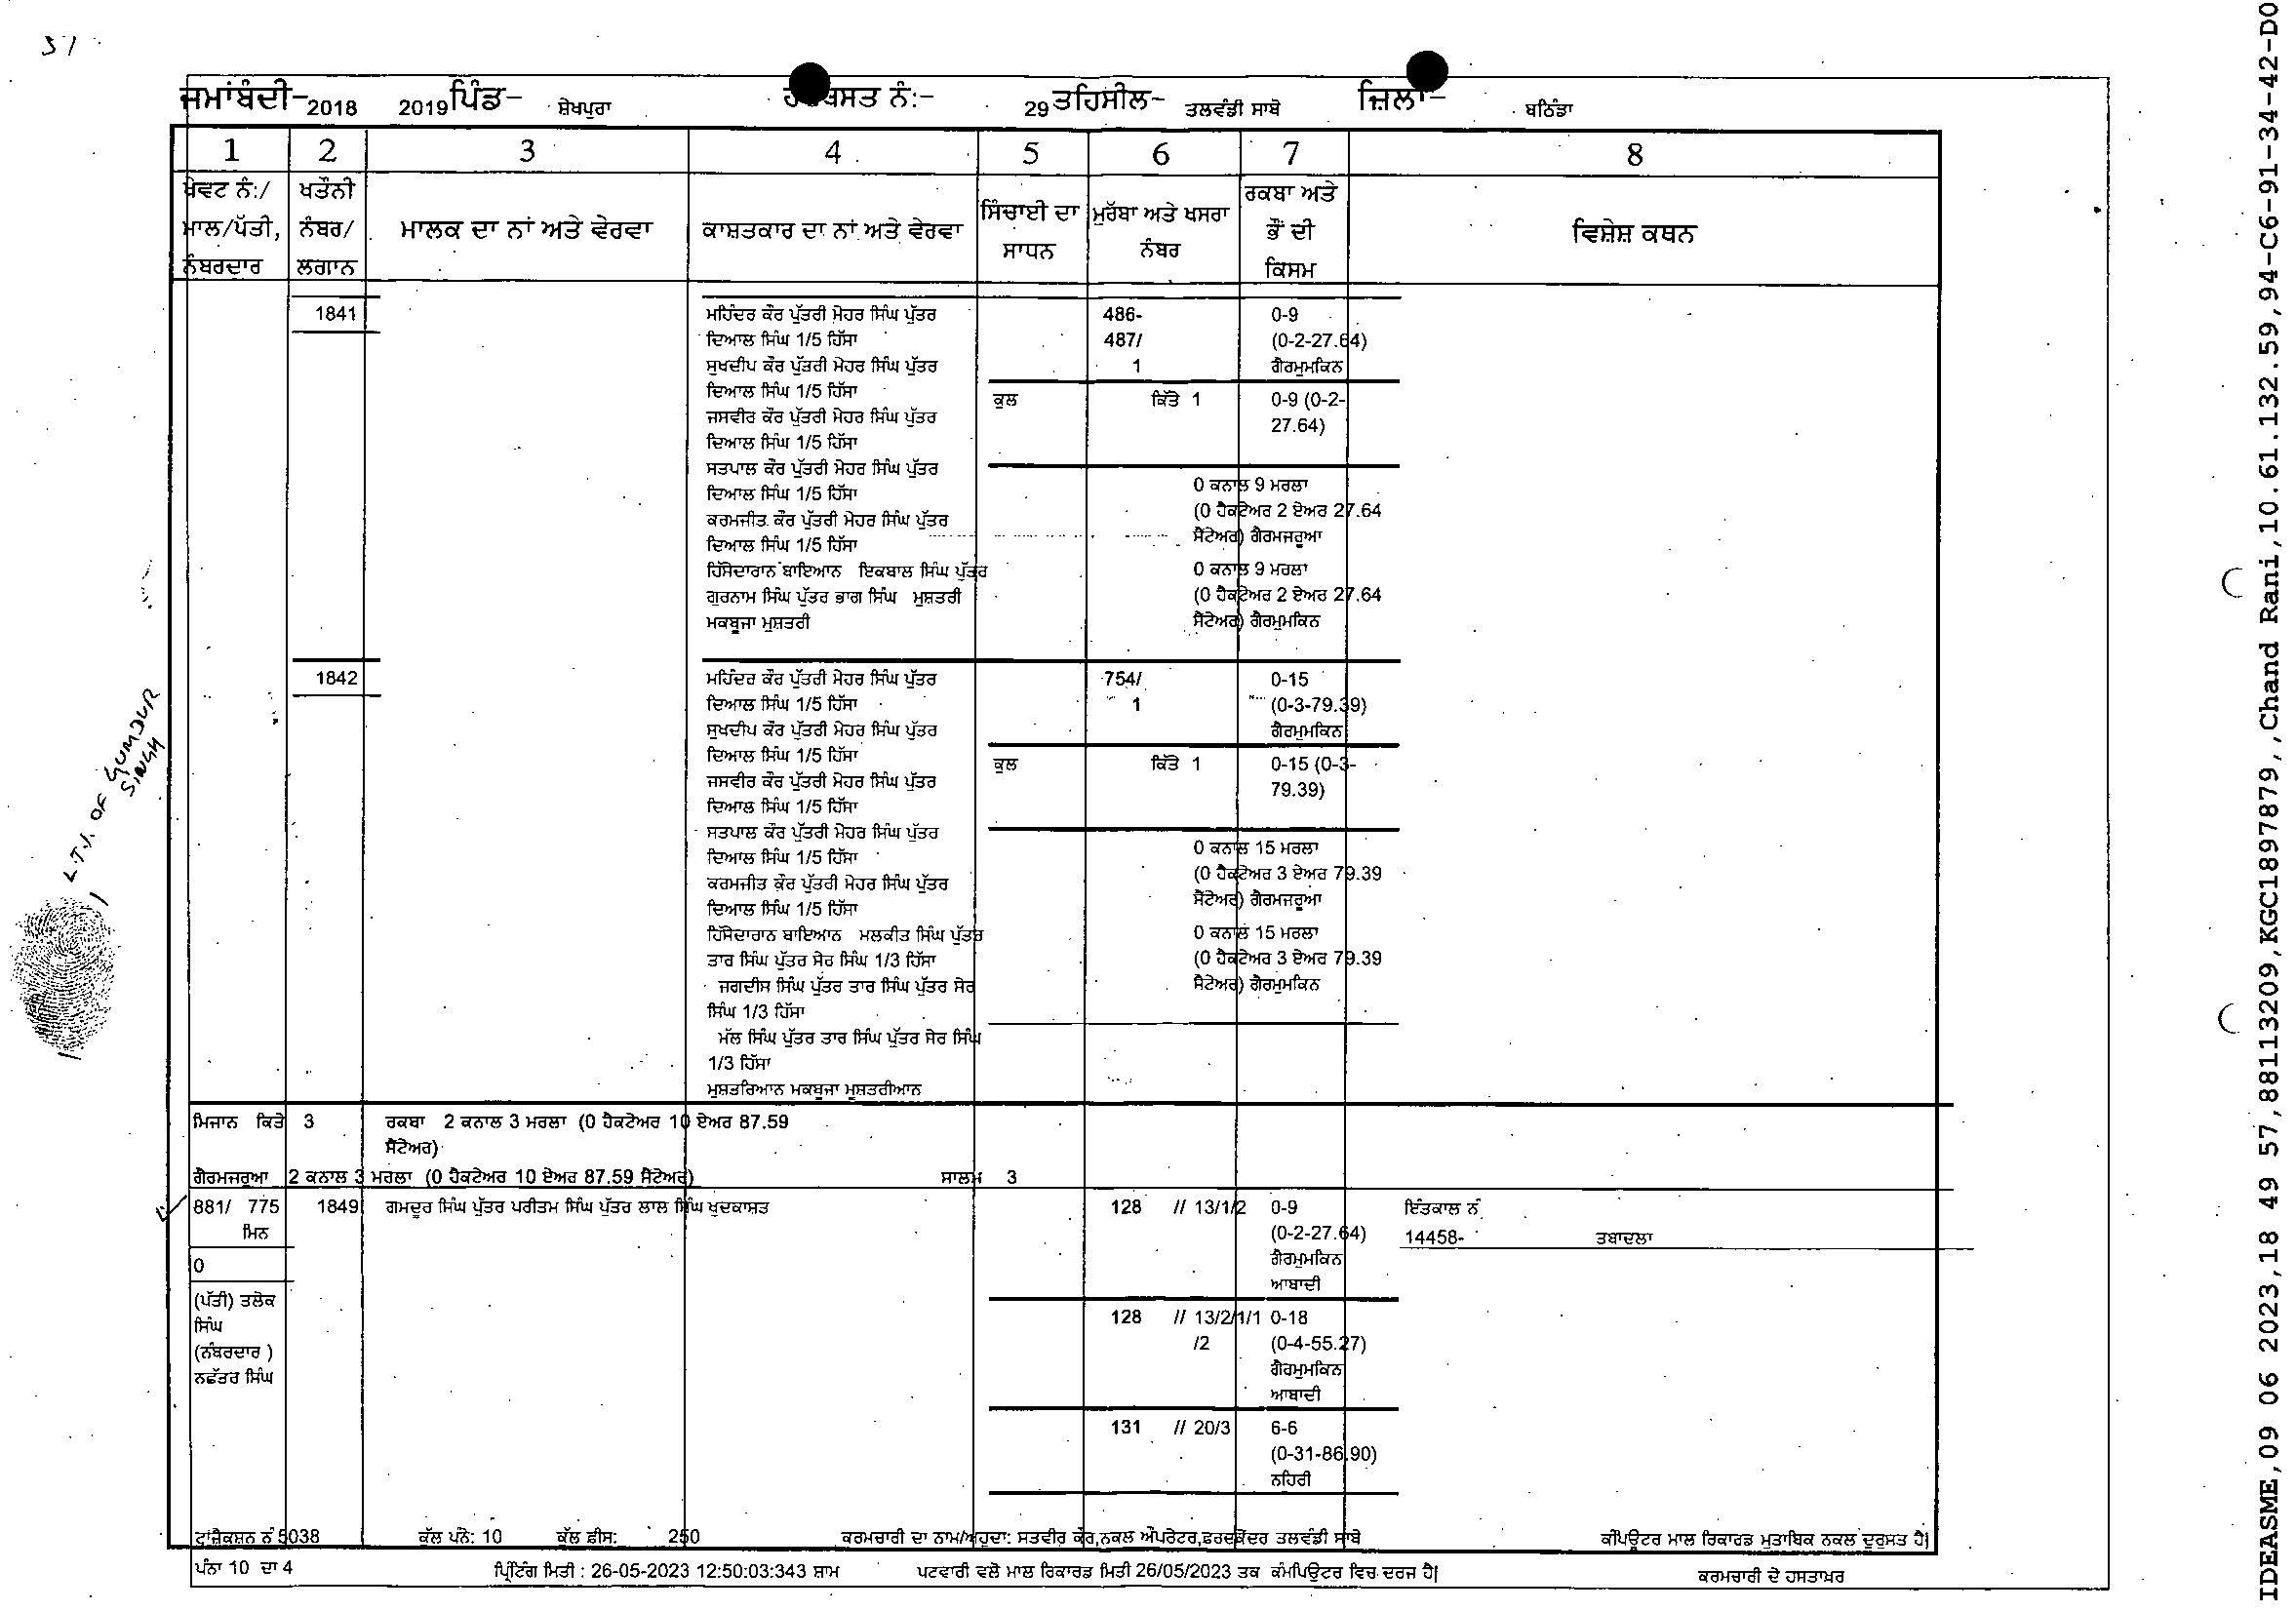 51
ਜਮਾਂਬੰਦੀ- 2018 2019 ਪਿੰਡ- ਸ਼ੇਖਪੁਰਾ ਹੱਦਬਸਤ ਨੰ:- 29 ਤਹਿਸੀਲ- ਤਲਵੰਡੀ ਸਾਬੋ ਜ਼ਿਲਾ- ਬਠਿੰਡਾ
1 2 3 4 5 6 7 8
ਖੇਵਟ ਨੰ:/ ਮਾਲ/ਪੱਤੀ, ਨੰਬਰਦਾਰ
ਖਤੌਨੀ ਨੰਬਰ/ ਲਗਾਨ
ਮਾਲਕ ਦਾ ਨਾਂ ਅਤੇ ਵੇਰਵਾ
ਕਾਸ਼ਤਕਾਰ ਦਾ ਨਾਂ ਅਤੇ ਵੇਰਵਾ
ਸਿੰਚਾਈ ਦਾ ਸਾਧਨ
ਮੁਰੱਬਾ ਅਤੇ ਖਸਰਾ ਨੰਬਰ
ਰਕਬਾ ਅਤੇ ਭੌਂ ਦੀ ਕਿਸਮ
ਵਿਸ਼ੇਸ਼ ਕਥਨ
1841 ਮਹਿੰਦਰ ਕੌਰ ਪੁੱਤਰੀ ਮੇਹਰ ਸਿੰਘ ਪੁੱਤਰ 486- 0-9
ਦਿਆਲ ਸਿੰਘ 1/5 ਹਿੱਸਾ 487/ (0-2-27.64)
ਸੁਖਦੀਪ ਕੌਰ ਪੁੱਤਰੀ ਮੇਹਰ ਸਿੰਘ ਪੁੱਤਰ 1 ਗੈਰਮੁਮਕਿਨ
ਦਿਆਲ ਸਿੰਘ 1/5 ਹਿੱਸਾ ਕੁਲ ਕਿੱਤੇ 1 0-9 (0-2-
ਜਸਵੀਰ ਕੌਰ ਪੁੱਤਰੀ ਮੇਹਰ ਸਿੰਘ ਪੁੱਤਰ 27.64)
ਦਿਆਲ ਸਿੰਘ 1/5 ਹਿੱਸਾ
ਸਤਪਾਲ ਕੌਰ ਪੁੱਤਰੀ ਮੇਹਰ ਸਿੰਘ ਪੁੱਤਰ
ਦਿਆਲ ਸਿੰਘ 1/5 ਹਿੱਸਾ 0 ਕਨਾਲ 9 ਮਰਲਾ
ਕਰਮਜੀਤ ਕੌਰ ਪੁੱਤਰੀ ਮੇਹਰ ਸਿੰਘ ਪੁੱਤਰ (0 ਹੈਕਟੇਅਰ 2 ਏਅਰ 27.64
ਦਿਆਲ ਸਿੰਘ 1/5 ਹਿੱਸਾ ਸੈਂਟੇਅਰ) ਗੈਰਮਜਰੂਆ
ਹਿੱਸੇਦਾਰਾਨ ਬਾਇਆਨ ਇਕਬਾਲ ਸਿੰਘ ਪੁੱਤਰ 0 ਕਨਾਲ 9 ਮਰਲਾ
ਗੁਰਨਾਮ ਸਿੰਘ ਪੁੱਤਰ ਭਾਗ ਸਿੰਘ ਮੁਸ਼ਤਰੀ (0 ਹੈਕਟੇਅਰ 2 ਏਅਰ 27.64
ਮਕਬੂਜਾ ਮੁਸ਼ਤਰੀ ਸੈਂਟੇਅਰ) ਗੈਰਮੁਮਕਿਨ
1842 ਮਹਿੰਦਰ ਕੌਰ ਪੁੱਤਰੀ ਮੇਹਰ ਸਿੰਘ ਪੁੱਤਰ 754/ 0-15
ਦਿਆਲ ਸਿੰਘ 1/5 ਹਿੱਸਾ 1 (0-3-79.39)
ਸੁਖਦੀਪ ਕੌਰ ਪੁੱਤਰੀ ਮੇਹਰ ਸਿੰਘ ਪੁੱਤਰ ਗੈਰਮੁਮਕਿਨ
ਦਿਆਲ ਸਿੰਘ 1/5 ਹਿੱਸਾ ਕੁਲ ਕਿੱਤੇ 1 0-15 (0-3-
ਜਸਵੀਰ ਕੌਰ ਪੁੱਤਰੀ ਮੇਹਰ ਸਿੰਘ ਪੁੱਤਰ 79.39)
ਦਿਆਲ ਸਿੰਘ 1/5 ਹਿੱਸਾ
ਸਤਪਾਲ ਕੌਰ ਪੁੱਤਰੀ ਮੇਹਰ ਸਿੰਘ ਪੁੱਤਰ
ਦਿਆਲ ਸਿੰਘ 1/5 ਹਿੱਸਾ 0 ਕਨਾਲ 15 ਮਰਲਾ
ਕਰਮਜੀਤ ਕੌਰ ਪੁੱਤਰੀ ਮੇਹਰ ਸਿੰਘ ਪੁੱਤਰ (0 ਹੈਕਟੇਅਰ 3 ਏਅਰ 79.39
ਦਿਆਲ ਸਿੰਘ 1/5 ਹਿੱਸਾ ਸੈਂਟੇਅਰ) ਗੈਰਮਜਰੂਆ
ਹਿੱਸੇਦਾਰਾਨ ਬਾਇਆਨ ਮਲਕੀਤ ਸਿੰਘ ਪੁੱਤਰ 0 ਕਨਾਲ 15 ਮਰਲਾ
ਤਾਰ ਸਿੰਘ ਪੁੱਤਰ ਸੇਰ ਸਿੰਘ 1/3 ਹਿੱਸਾ (0 ਹੈਕਟੇਅਰ 3 ਏਅਰ 79.39
ਜਗਦੀਸ ਸਿੰਘ ਪੁੱਤਰ ਤਾਰ ਸਿੰਘ ਪੁੱਤਰ ਸੇਰ ਸੈਂਟੇਅਰ) ਗੈਰਮੁਮਕਿਨ
ਸਿੰਘ 1/3 ਹਿੱਸਾ
ਮੱਲ ਸਿੰਘ ਪੁੱਤਰ ਤਾਰ ਸਿੰਘ ਪੁੱਤਰ ਸੇਰ ਸਿੰਘ
1/3 ਹਿੱਸਾ
ਮੁਸ਼ਤਰਿਆਨ ਮਕਬੂਜਾ ਮੁਸ਼ਤਰੀਆਨ
ਮਿਜਾਨ ਕਿਤੇ 3 ਰਕਬਾ 2 ਕਨਾਲ 3 ਮਰਲਾ (0 ਹੈਕਟੇਅਰ 10 ਏਅਰ 87.59
ਸੈਂਟੇਅਰ)
ਗੈਰਮਜਰੂਆ 2 ਕਨਾਲ 3 ਮਰਲਾ (0 ਹੈਕਟੇਅਰ 10 ਏਅਰ 87.59 ਸੈਂਟੇਅਰ) ਸਾਲਮ 3
881/ 775 1849 ਗਮਦੂਰ ਸਿੰਘ ਪੁੱਤਰ ਪਰੀਤਮ ਸਿੰਘ ਪੁੱਤਰ ਲਾਲ ਸਿੰਘ ਖੁਦਕਾਸ਼ਤ 128 // 13/1/2 0-9 ਇੰਤਕਾਲ ਨੰ
ਮਿਨ (0-2-27.64) 14458- ਤਬਾਦਲਾ
0 ਗੈਰਮੁਮਕਿਨ
ਆਬਾਦੀ
(ਪੱਤੀ) ਤਲੋਕ 128 // 13/2/1/1 0-18
ਸਿੰਘ /2 (0-4-55.27)
(ਨੰਬਰਦਾਰ ) ਗੈਰਮੁਮਕਿਨ
ਨਛੱਤਰ ਸਿੰਘ ਆਬਾਦੀ
131 // 20/3 6-6
(0-31-86.90)
ਨਹਿਰੀ
ਟ੍ਰਾਂਜ਼ੈਕਸ਼ਨ ਨੰ 5038 ਕੁੱਲ ਪੰਨੇ: 10 ਕੁੱਲ ਫ਼ੀਸ: 250 ਕਰਮਚਾਰੀ ਦਾ ਨਾਮ/ਅਹੁਦਾ: ਸਤਵੀਰ ਕੌਰ,ਨਕਲ ਔਪਰੇਟਰ,ਫ਼ਰਦਕੇਂਦਰ ਤਲਵੰਡੀ ਸਾਬੋ ਕੰਪਿਊਟਰ ਮਾਲ ਰਿਕਾਰਡ ਮੁਤਾਬਿਕ ਨਕਲ ਦੁਰੁਸਤ ਹੈ|
ਪੰਨਾ 10 ਦਾ 4 ਪ੍ਰਿੰਟਿੰਗ ਮਿਤੀ : 26-05-2023 12:50:03:343 ਸ਼ਾਮ ਪਟਵਾਰੀ ਵਲੋ ਮਾਲ ਰਿਕਾਰਡ ਮਿਤੀ 26/05/2023 ਤਕ ਕੰਮਪਿਊਟਰ ਵਿਚ ਦਰਜ ਹੈ| ਕਰਮਚਾਰੀ ਦੇ ਹਸਤਾਖ਼ਰ
L.T.I. OF GUMDUR
SINGH
IDEASME,09 06 2023,18 49 57,88113209,KGC1897879,,Chand Rani,10.61.132.59,94-C6-91-34-42-D0